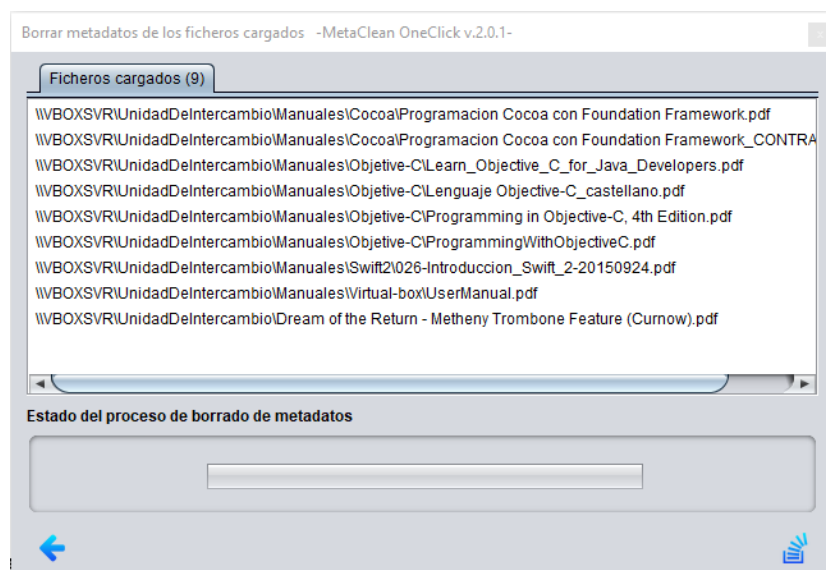 Borrar metadatos de los ficheros cargados -MetaClean OneClick v.2.0.1-
Ficheros cargados (9)
\\VBOXSVR\UnidadDeIntercambio\Manuales\Cocoa\Programacion Cocoa con Foundation Framework.pdf
\\VBOXSVR\UnidadDeIntercambio\Manuales\Cocoa\Programacion Cocoa con Foundation Framework_CONTRA
\\VBOXSVR\UnidadDeIntercambio\Manuales\Objetive-C\Learn_Objective_C_for_Java_Developers.pdf
\\VBOXSVR\UnidadDeIntercambio\Manuales\Objetive-C\Lenguaje Objective-C_castellano.pdf
\\VBOXSVR\UnidadDeIntercambio\Manuales\Objetive-C\Programming in Objective-C, 4th Edition.pdf
\\VBOXSVR\UnidadDeIntercambio\Manuales\Objetive-C\ProgrammingWithObjectiveC.pdf
\\VBOXSVR\UnidadDeIntercambio\Manuales\Swift2\026-Introduccion_Swift_2-20150924.pdf
\\VBOXSVR\UnidadDeIntercambio\Manuales\Virtual-box\UserManual.pdf
\\VBOXSVR\UnidadDeIntercambio\Dream of the Return - Metheny Trombone Feature (Curnow).pdf
Estado del proceso de borrado de metadatos